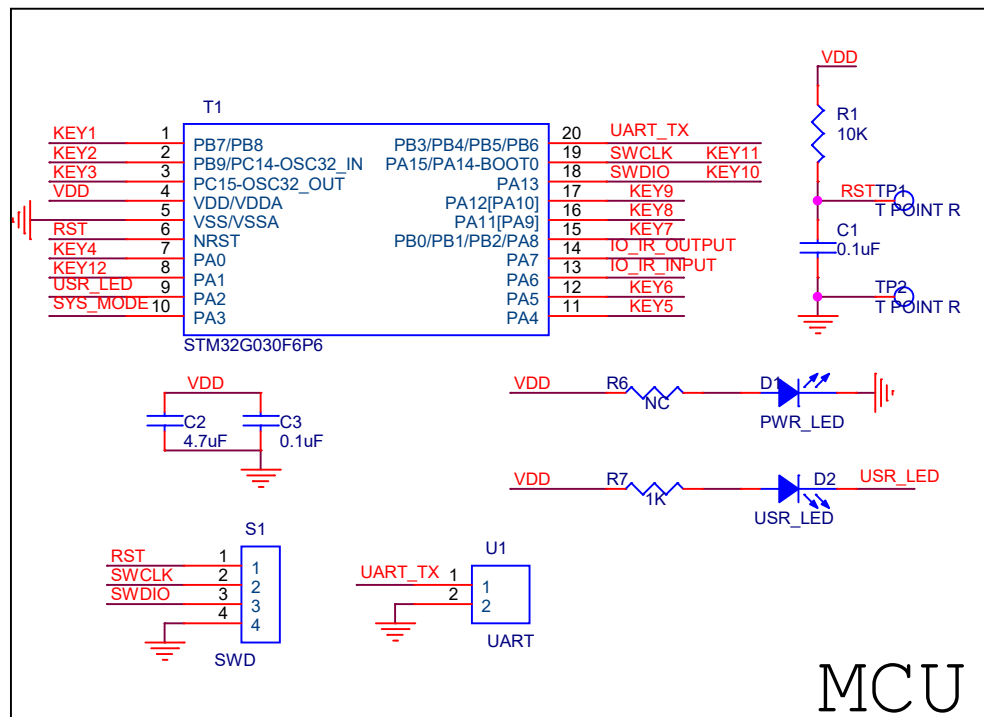 T1
KEY1 1 PB7/PB8 PB3/PB4/PB5/PB6 20 UART_TX
KEY2 2 PB9/PC14-OSC32_IN PA15/PA14-BOOT0 19 SWCLK KEY11
KEY3 3 PC15-OSC32_OUT PA13 18 SWDIO KEY10
VDD 4 VDD/VDDA PA12[PA10] 17 KEY9
5 VSS/VSSA PA11[PA9] 16 KEY8
RST 6 NRST PB0/PB1/PB2/PA8 15 KEY7
KEY4 7 PA0 PA7 14 IO_IR_OUTPUT
KEY12 8 PA1 PA6 13 IO_IR_INPUT
USR_LED 9 PA2 PA5 12 KEY6
SYS_MODE 10 PA3 PA4 11 KEY5
STM32G030F6P6
VDD
R1
10K
RST TP1
T POINT R
C1
0.1uF
TP2
T POINT R
VDD
C2 C3
4.7uF 0.1uF
VDD R6 D1
NC
PWR_LED
VDD R7 D2 USR_LED
1K
USR_LED
S1
RST 1 1
SWCLK 2 2
SWDIO 3 3
4 4
SWD
U1
UART_TX 1 1
2 2
UART
MCU